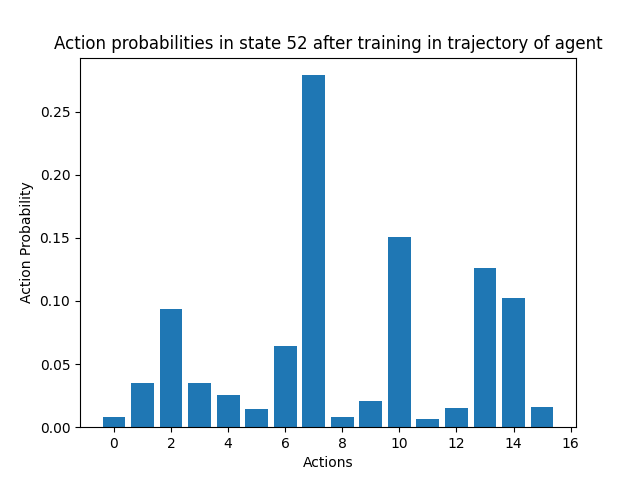 Action probabilities in state 52 after training in trajectory of agent
0.25
0.20
0.15
0.10
0.05
0.00
Action Probability
0 2 4 6 8 10 12 14 16
Actions